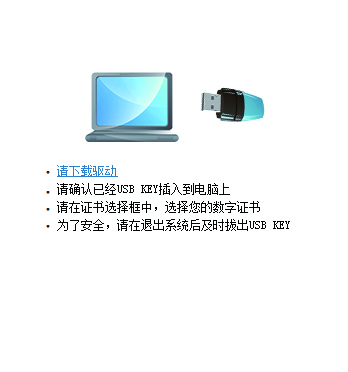 请下载驱动
请确认已经USB KEY插入到电脑上
请在证书选择框中，选择您的数字证书
为了安全，请在退出系统后及时拔出USB KEY